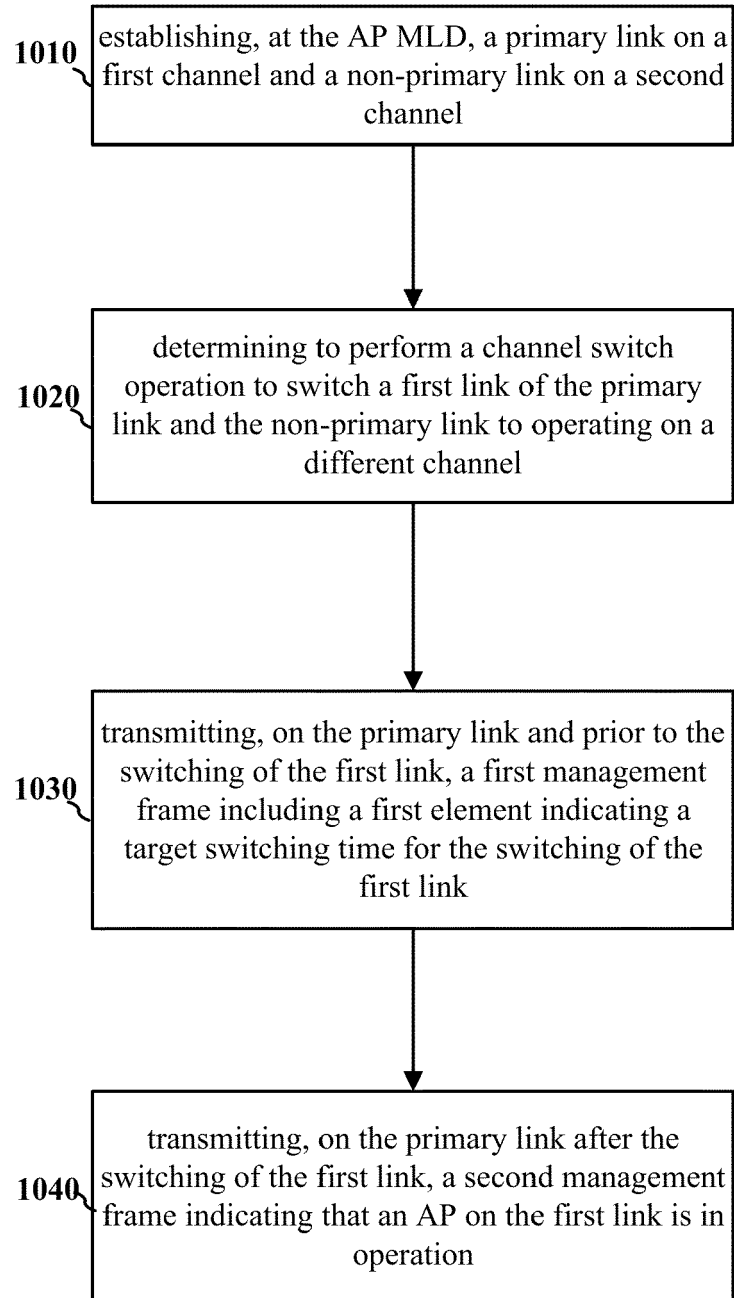 1010
establishing, at the AP MLD, a primary link on a
first channel and a non-primary link on a second
channel
1020
determining to perform a channel switch
operation to switch a first link of the primary
link and the non-primary link to operating on a
different channel
1030
transmitting, on the primary link and prior to the
switching of the first link, a first management
frame including a first element indicating a
target switching time for the switching of the
first link
1040
transmitting, on the primary link after the
switching of the first link, a second management
frame indicating that an AP on the first link is in
operation